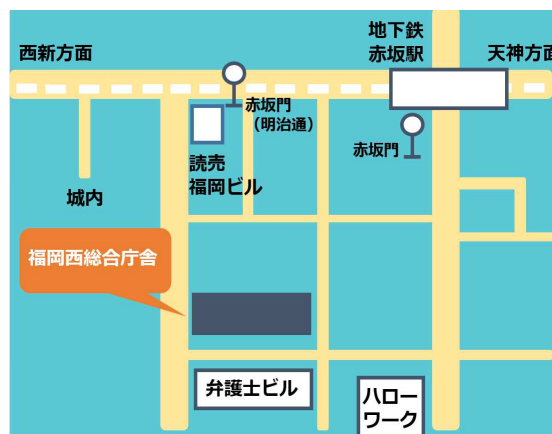 西新方面
地下鉄
赤坂駅
天神方面
赤坂門
（明治通）
赤坂門
読売
福岡ビル
城内
福岡西総合庁舎
弁護士ビル
ハロー
ワーク